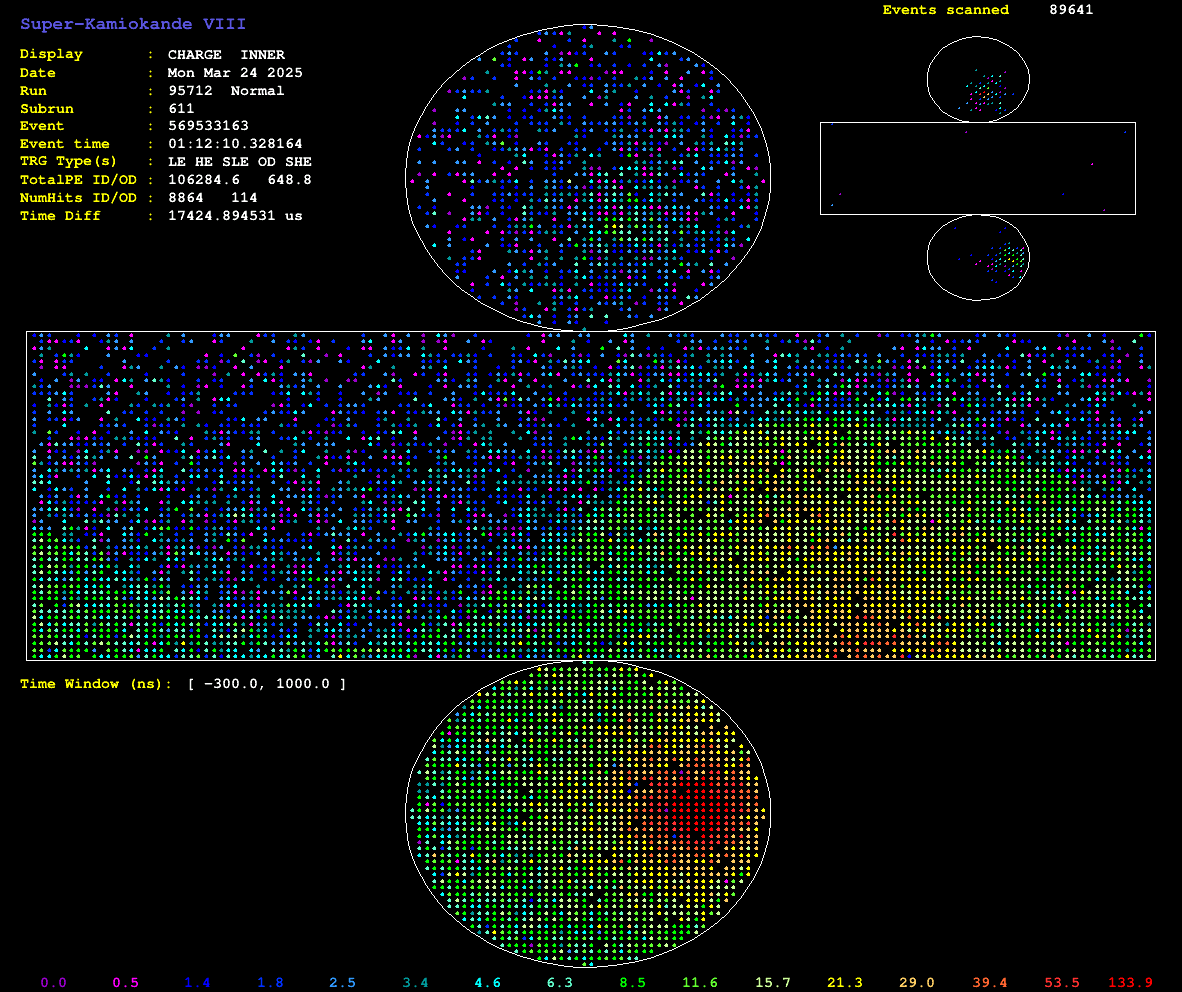 Events scanned 89641
Super-Kamiokande VIII
Display : CHARGE INNER
Date : Mon Mar 24 2025
Run : 95712 Normal
Subrun : 611
Event : 569533163
Event time : 01:12:10.328164
TRG Type(s) : LE HE SLE OD SHE
TotalPE ID/OD : 106284.6 648.8
NumHits ID/OD : 8864 114
Time Diff : 17424.894531 us
Time Window (ns): [ −300.0, 1000.0 ]
0.0 0.5 1.4 1.8 2.5 3.4 4.6 6.3 8.5 11.6 15.7 21.3 29.0 39.4 53.5 133.9